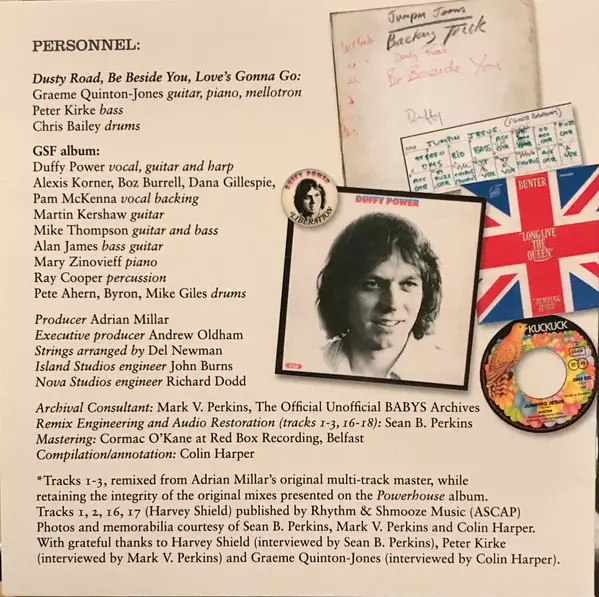 PERSONNEL:
Dusty Road, Be Beside You, Love's Gonna Go:
Graeme Quinton-Jones guitar, piano, mellotron
Peter Kirke bass
Chris Bailey drums
GSF album:
Duffy Power vocal, guitar and harp
Alexis Korner, Boz Burrell, Dana Gillespie,
Pam McKenna vocal backing
Martin Kershaw guitar
Mike Thompson guitar and bass
Alan James bass guitar
Mary Zinovieff piano
Ray Cooper percussion
Pete Ahern, Byron, Mike Giles drums
Producer Adrian Millar
Executive producer Andrew Oldham
Strings arranged by Del Newman
Island Studios engineer John Burns
Nova Studios engineer Richard Dodd
Archival Consultant: Mark V. Perkins, The Official Unofficial BABYS Archives
Remix Engineering and Audio Restoration (tracks 1-3, 16-18): Sean B. Perkins
Mastering: Cormac O'Kane at Red Box Recording, Belfast
Compilation/annotation: Colin Harper
*Tracks 1-3, remixed from Adrian Millar's original multi-track master, while
retaining the integrity of the original mixes presented on the Powerhouse album.
Tracks 1, 2, 16, 17 (Harvey Shield) published by Rhythm & Shmooze Music (ASCAP)
Photos and memorabilia courtesy of Sean B. Perkins, Mark V. Perkins and Colin Harper.
With grateful thanks to Harvey Shield (interviewed by Sean B. Perkins), Peter Kirke
(interviewed by Mark V. Perkins) and Graeme Quinton-Jones (interviewed by Colin Harper).
Backing Track
Be Beside You
Duffy
JUMPIN JESUS.
STEREO
DUFFY POWER
LIBERATION
DUFFY POWER
BUNTER
"LONG LIVE
THE
QUEEN"
"JUMPING
JESUS"
KUCKUCK
JUMPING JESUS